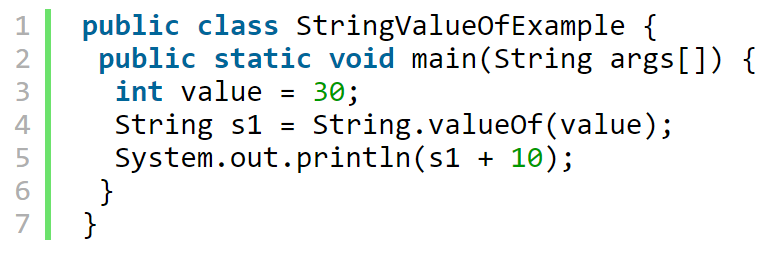 1 public class StringValueOfExample {
2 public static void main(String args[]) {
3 int value = 30;
4 String s1 = String.valueOf(value);
5 System.out.println(s1 + 10);
6 }
7 }